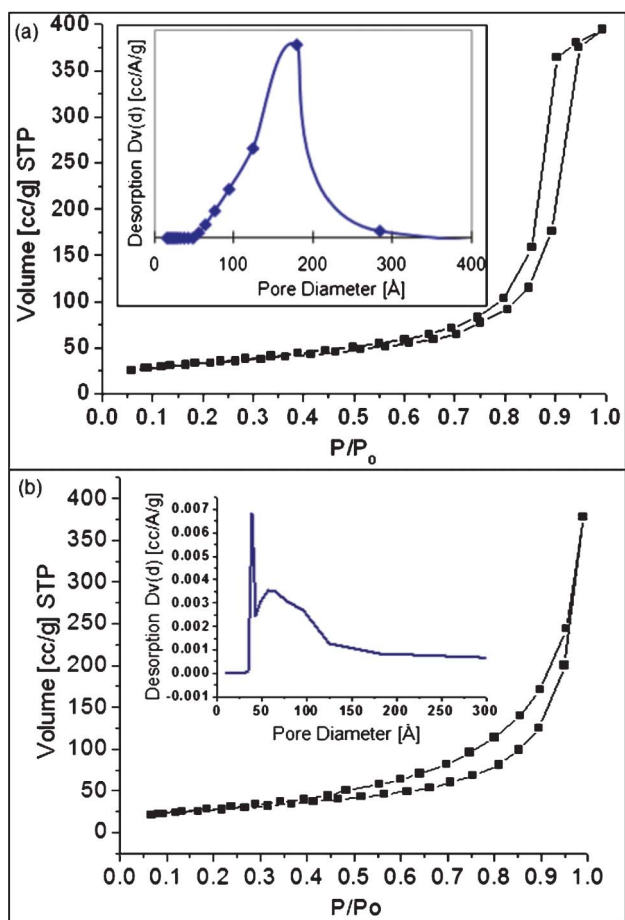 (a)
Volume [cc/g] STP
400
350
300
250
200
150
100
50
0
0.0 0.1 0.2 0.3 0.4 0.5 0.6 0.7 0.8 0.9 1.0
P/Po
Desorption Dv(d) [cc/A/g]
0 100 200 300 400
Pore Diameter [Å]
(b)
Volume [cc/g] STP
400
350
300
250
200
150
100
50
0
0.0 0.1 0.2 0.3 0.4 0.5 0.6 0.7 0.8 0.9 1.0
P/Po
Desorption Dv(d) [cc/A/g]
0.007
0.006
0.005
0.004
0.003
0.002
0.001
0.000
-0.001
0 50 100 150 200 250 300
Pore Diameter [Å]